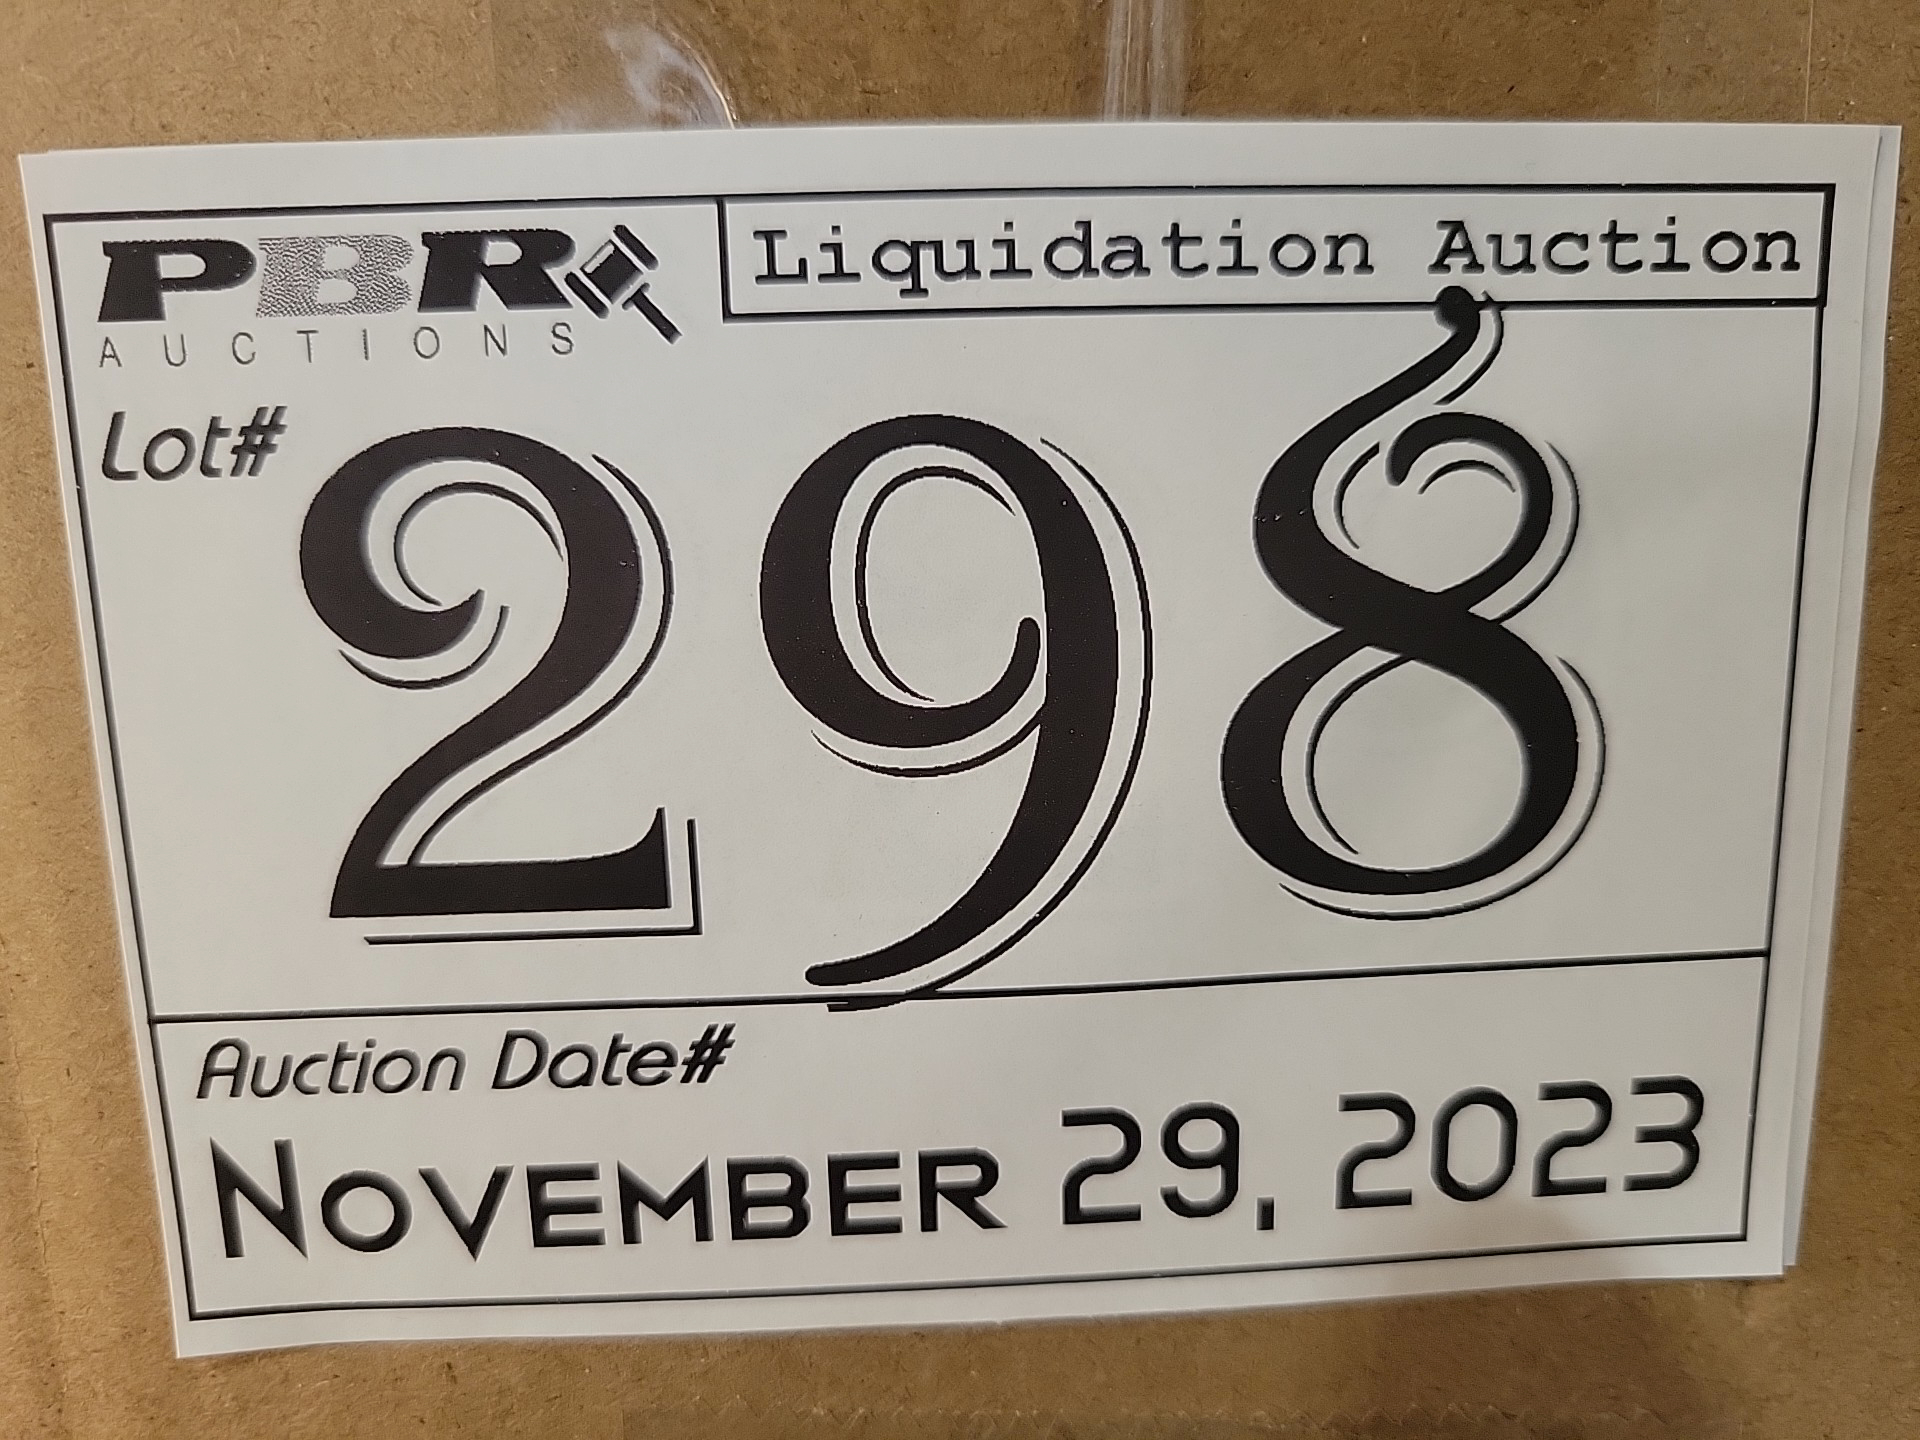 PBR
AUCTIONS
Liquidation Auction
Lot#
298
Auction Date#
NOVEMBER 29, 2023